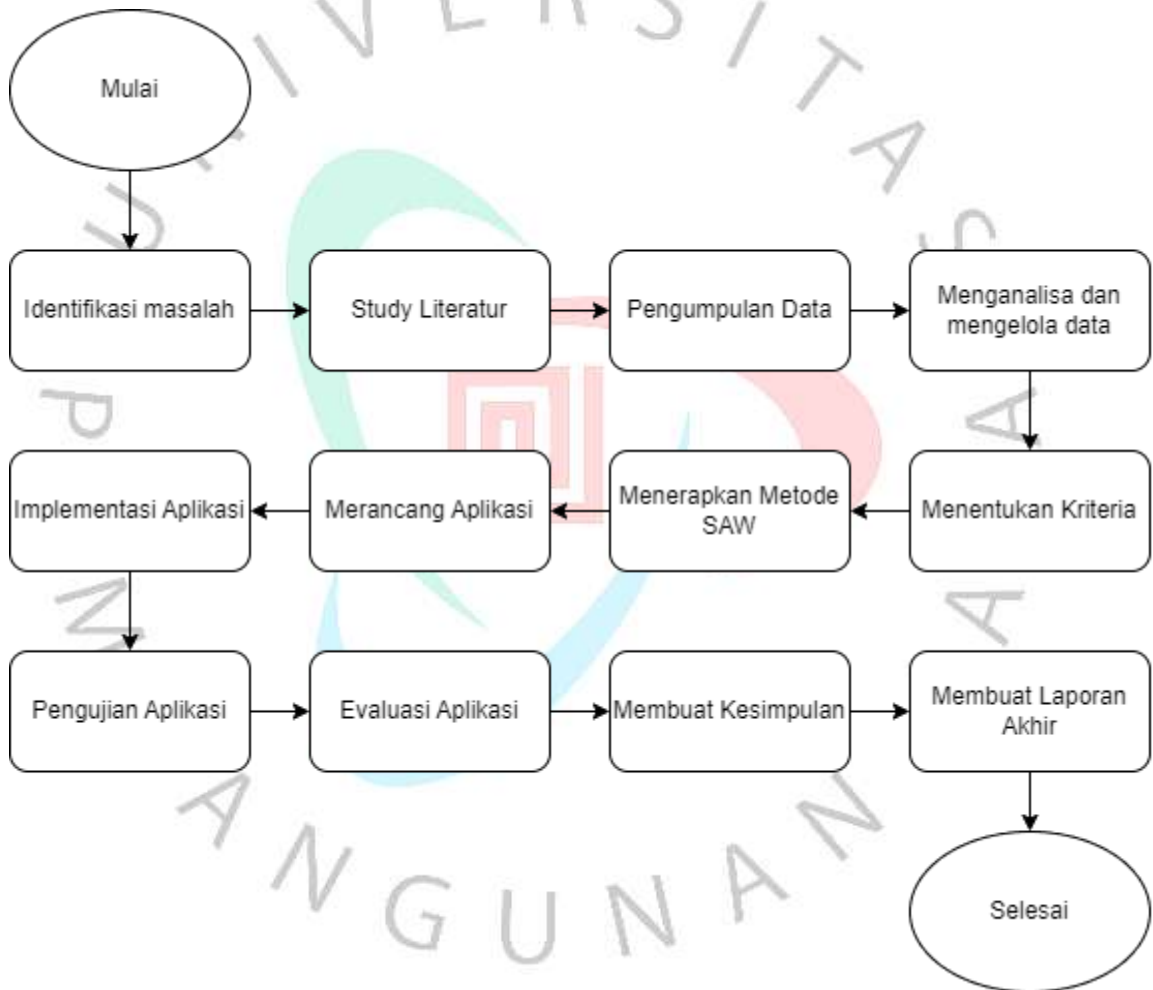 UNIVERSITAS
Mulai
Identifikasi masalah
Study Literatur
Pengumpulan Data
Menganalisa dan
mengelola data
Menentukan Kriteria
Menerapkan Metode
SAW
Merancang Aplikasi
Implementasi Aplikasi
Pengujian Aplikasi
Evaluasi Aplikasi
Membuat Kesimpulan
Membuat Laporan
Akhir
Selesai